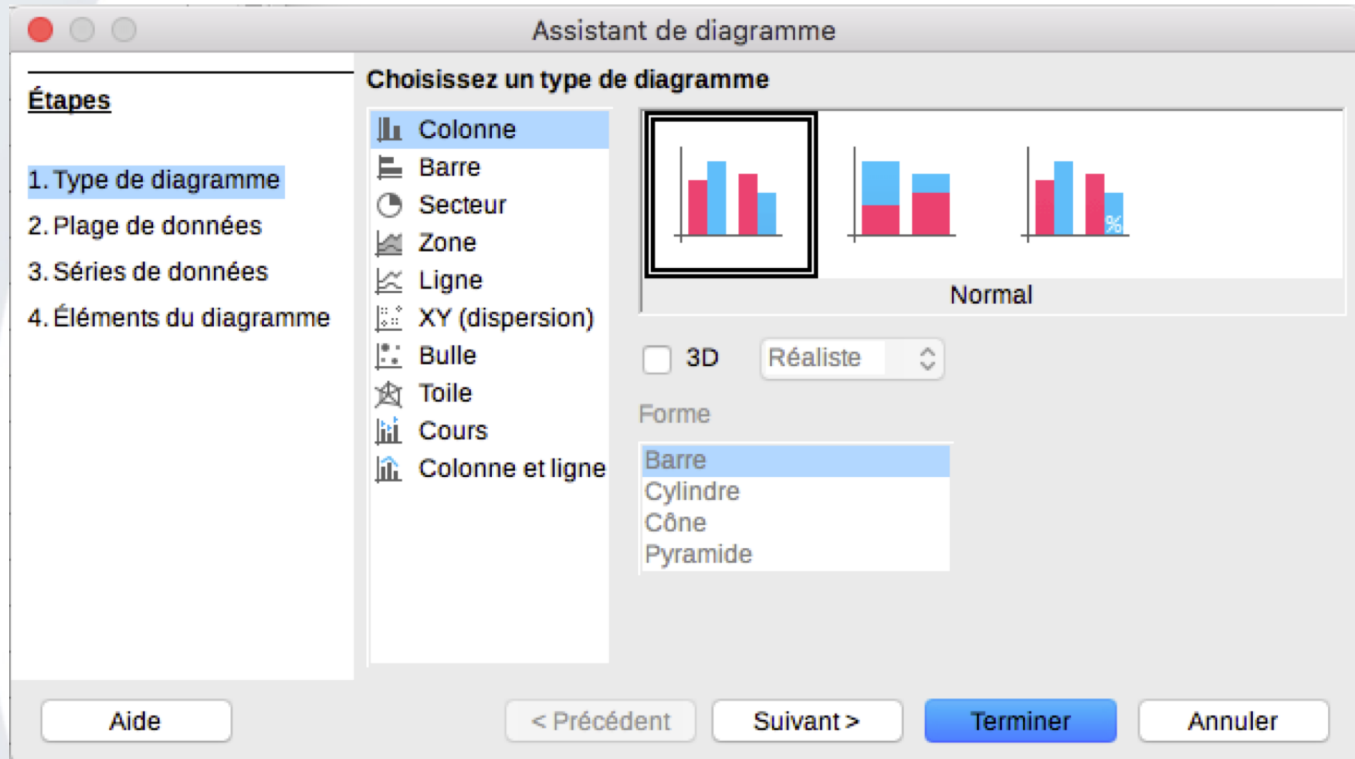 Assistant de diagramme
Étapes
1. Type de diagramme
2. Plage de données
3. Séries de données
4. Éléments du diagramme
Choisissez un type de diagramme
Colonne
Barre
Secteur
Zone
Ligne
XY (dispersion)
Bulle
Toile
Cours
Colonne et ligne
%
Normal
3D
Réaliste
Forme
Barre
Cylindre
Cône
Pyramide
Aide
< Précédent
Suivant >
Terminer
Annuler